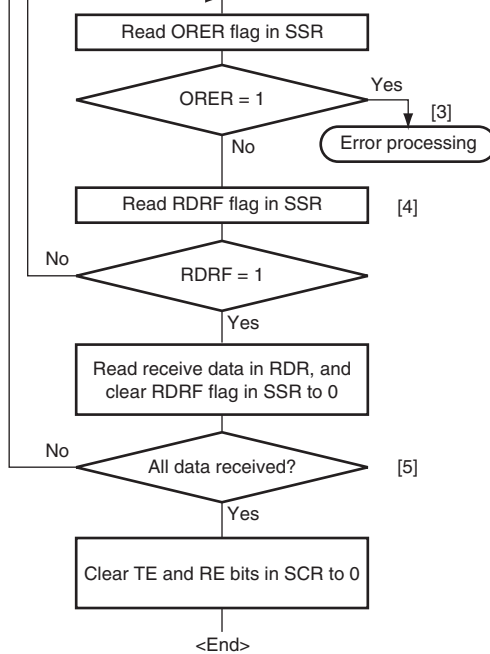 Read ORER flag in SSR
ORER = 1
Yes
[3]
Error processing
No
Read RDRF flag in SSR
[4]
No
RDRF = 1
Yes
Read receive data in RDR, and
clear RDRF flag in SSR to 0
No
All data received?
[5]
Yes
Clear TE and RE bits in SCR to 0
<End>